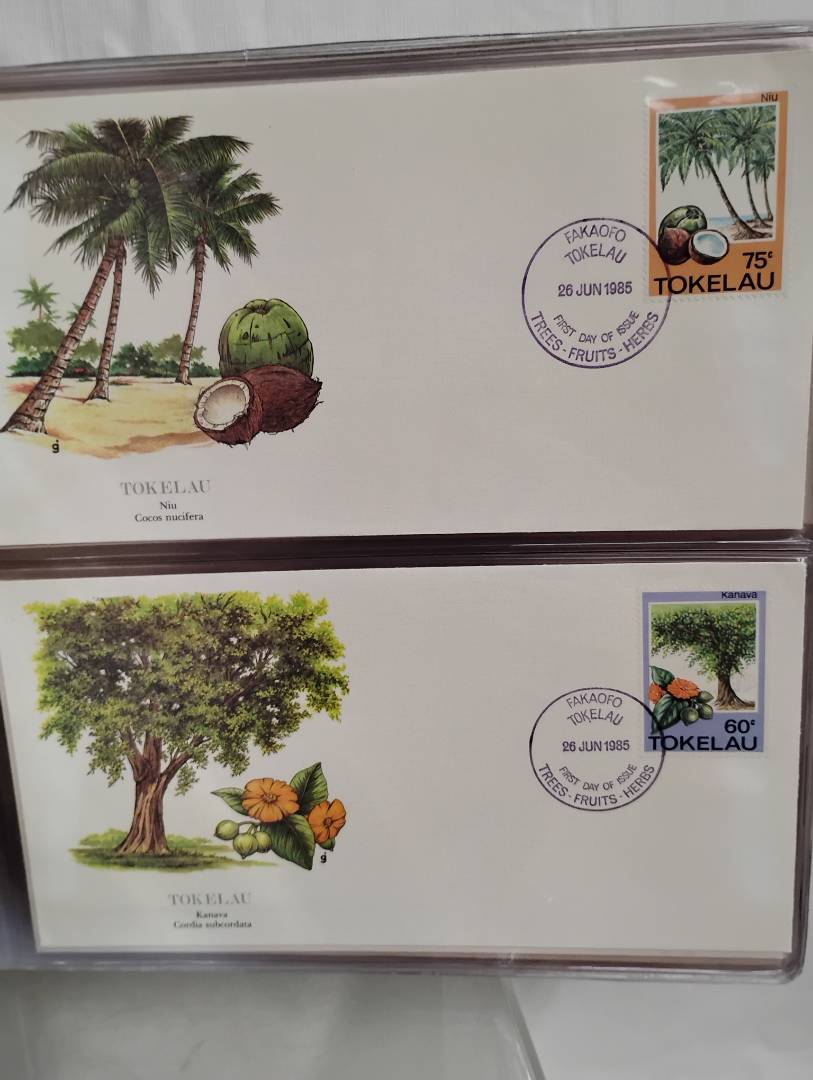 Niu
75c
TOKELAU
FAKAOFO
TOKELAU
26 JUN 1985
FIRST DAY OF ISSUE
TREES - FRUITS - HERBS
g
TOKELAU
Niu
Cocos nucifera
Kanava
60c
TOKELAU
FAKAOFO
TOKELAU
26 JUN 1985
FIRST DAY OF ISSUE
TREES - FRUITS - HERBS
g
TOKELAU
Kanava
Cordia subcordata